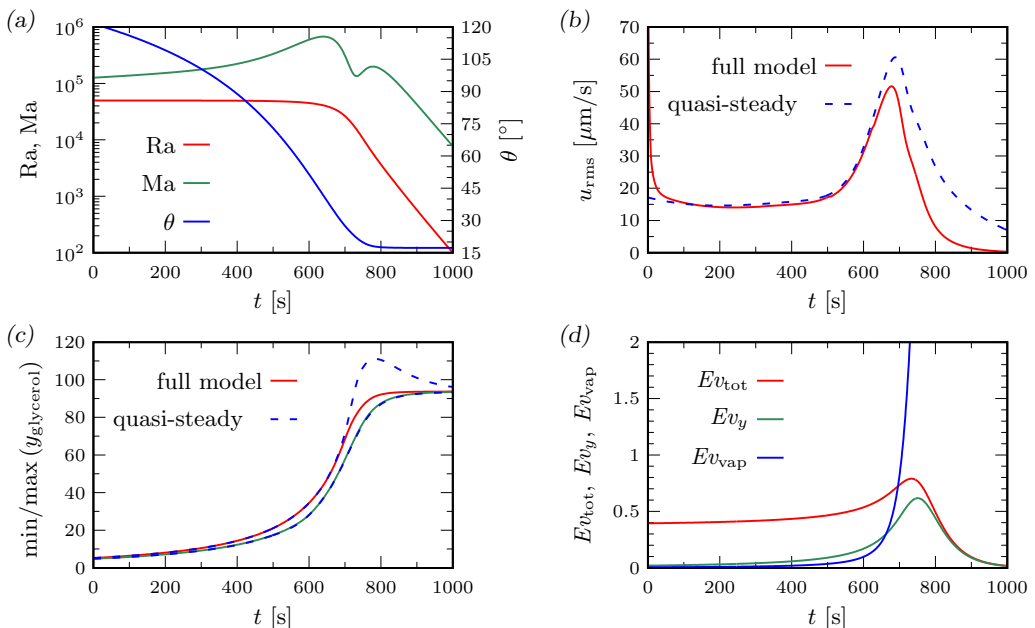 (a)
10^6
10^5
10^4
10^3
10^2
Ra, Ma
120
105
90
75
60
45
30
15
θ [°]
Ra
Ma
θ
0 200 400 600 800 1000
t [s]
(b)
70
60
50
40
30
20
10
0
u_rms [μm/s]
full model
quasi-steady
0 200 400 600 800 1000
t [s]
(c)
120
100
80
60
40
20
0
min/max (y_glycerol)
full model
quasi-steady
0 200 400 600 800 1000
t [s]
(d)
2
1.5
1
0.5
0
Ev_tot, Ev_y, Ev_vap
Ev_tot
Ev_y
Ev_vap
0 200 400 600 800 1000
t [s]